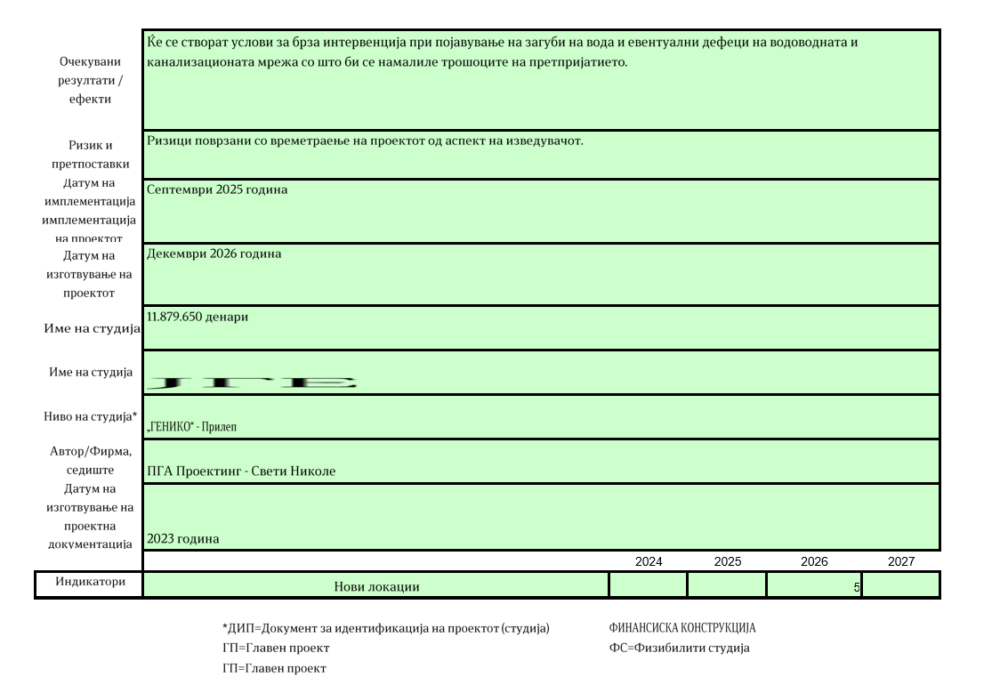 Очекувани
резултати /
ефекти
Ќе се створат услови за брза интервенција при појавување на загуби на вода и евентуални дефеци на водоводната и
канализационата мрежа со што би се намалиле трошоците на претпријатието.
Ризик и
претпоставки
Ризици поврзани со времетраење на проектот од аспект на изведувачот.
Датум на
имплементација
имплементација
на проектот
Септември 2025 година
Датум на
изготвување на
проектот
Декември 2026 година
Име на студија
11.879.650 денари
Име на студија
Ниво на студија*
„ГЕНИКО“ - Прилеп
Автор/Фирма,
седиште
ПГА Проектинг - Свети Николе
Датум на
изготвување на
проектна
документација
2023 година
2024 2025 2026 2027
Индикатори Нови локации 5
*ДИП=Документ за идентификација на проектот (студија) ФИНАНСИСКА КОНСТРУКЦИЈА
ГП=Главен проект ФС=Физибилити студија
ГП=Главен проект